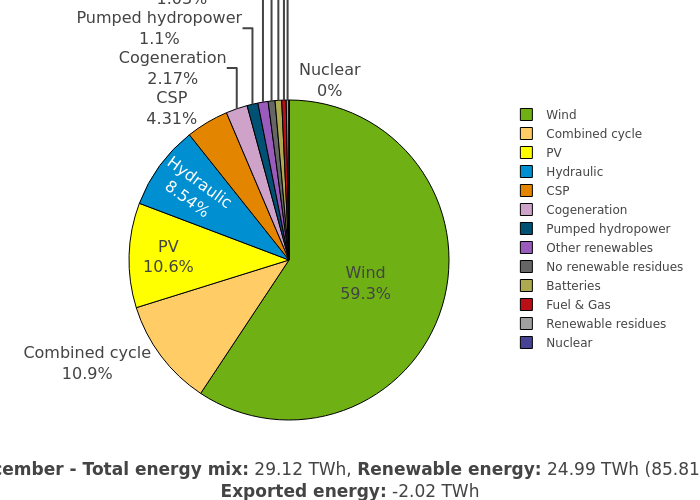 Pumped hydropower
1.1%
Cogeneration
2.17%
CSP
4.31%
Nuclear
0%
Hydraulic
8.54%
PV
10.6%
Wind
59.3%
Combined cycle
10.9%
Wind
Combined cycle
PV
Hydraulic
CSP
Cogeneration
Pumped hydropower
Other renewables
No renewable residues
Batteries
Fuel & Gas
Renewable residues
Nuclear
cember - Total energy mix: 29.12 TWh, Renewable energy: 24.99 TWh (85.81
Exported energy: -2.02 TWh